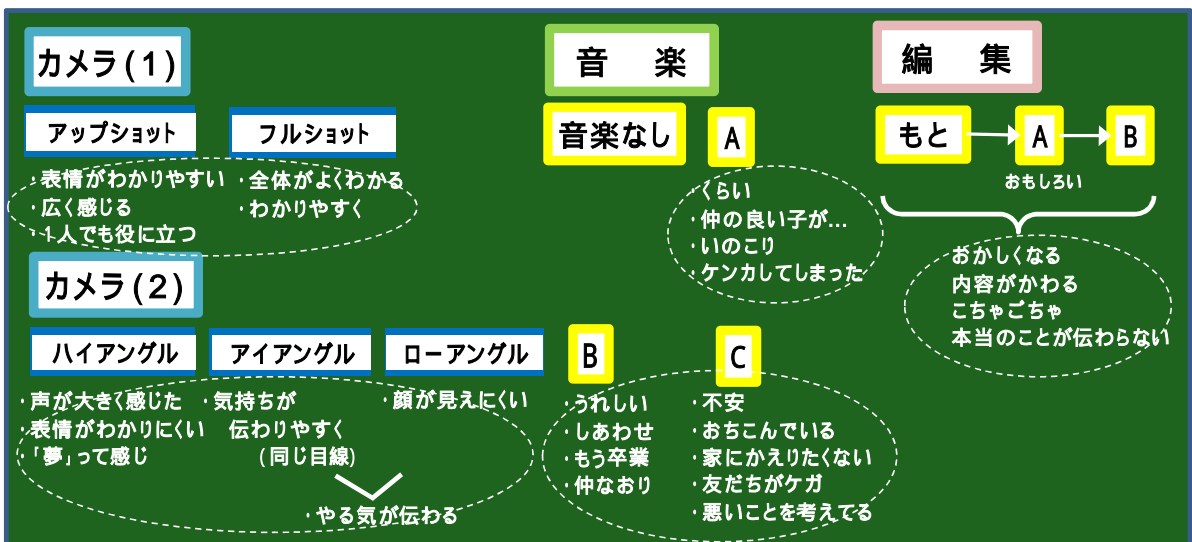 カメラ(1)
アップショット
・表情がわかりやすい
・広く感じる
・1人でも役に立つ
フルショット
・全体がよくわかる
・わかりやすく
カメラ(2)
ハイアングル
・声が大きく感じた
・表情がわかりにくい
・「夢」って感じ
アイアングル
・気持ちが
伝わりやすく
(同じ目線)
ローアングル
・顔が見えにくい
・やる気が伝わる
音 楽
音楽なし
A
・くらい
・仲の良い子が…
・いのこり
・ケンカしてしまった
B
・うれしい
・しあわせ
・もう卒業
・仲なおり
C
・不安
・おちこんでいる
・家にかえりたくない
・友だちがケガ
・悪いことを考えてる
編 集
もと
A
B
おもしろい
おかしくなる
内容がかわる
こちゃごちゃ
本当のことが伝わらない